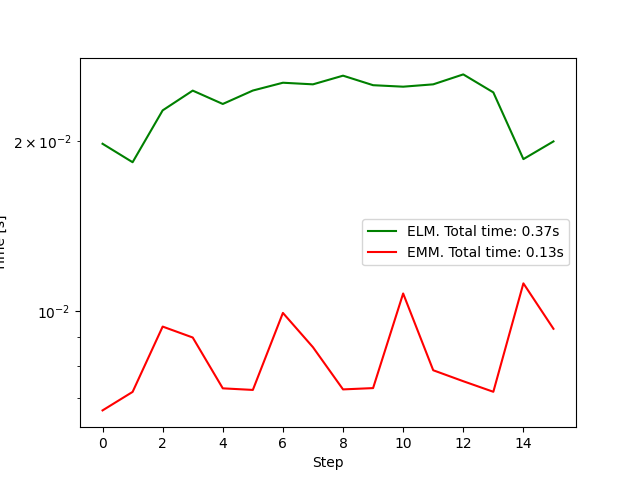 2 × 10⁻²
10⁻²
Time [s]
ELM. Total time: 0.37s
EMM. Total time: 0.13s
0 2 4 6 8 10 12 14
Step